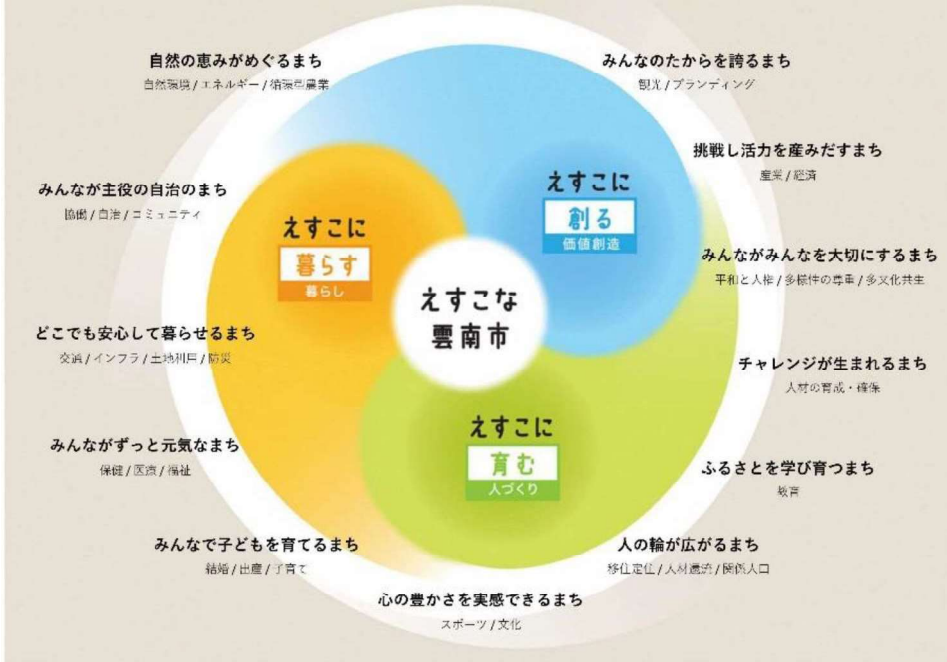 自然の恵みがめぐるまち
自然環境 / エネルギー / 循環型農業
みんなのたからを誇るまち
観光 / ブランディング
挑戦し活力を産みだすまち
産業 / 経済
みんなが主役の自治のまち
協働 / 自治 / コミュニティ
えすこに
創る
価値創造
えすこに
暮らす
暮らし
みんながみんなを大切にするまち
平和と人権 / 多様性の尊重 / 多文化共生
えすこな
雲南市
どこでも安心して暮らせるまち
交通 / インフラ / 土地利用 / 防災
チャレンジが生まれるまち
人材の育成・確保
えすこに
育む
人づくり
みんながずっと元気なまち
保健 / 医療 / 福祉
ふるさとを学び育つまち
教育
みんなで子どもを育てるまち
結婚 / 出産 / 子育て
人の輪が広がるまち
移住定住 / 人材還流 / 関係人口
心の豊かさを実感できるまち
スポーツ / 文化